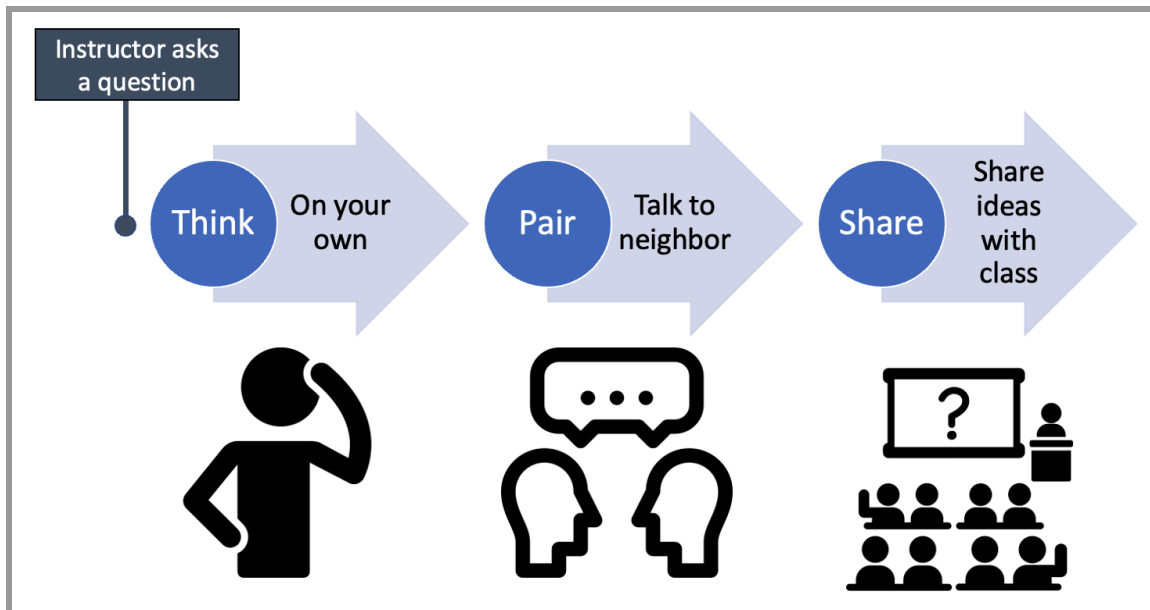 Instructor asks
a question
Think
On your
own
Pair
Talk to
neighbor
Share
Share
ideas
with
class
?